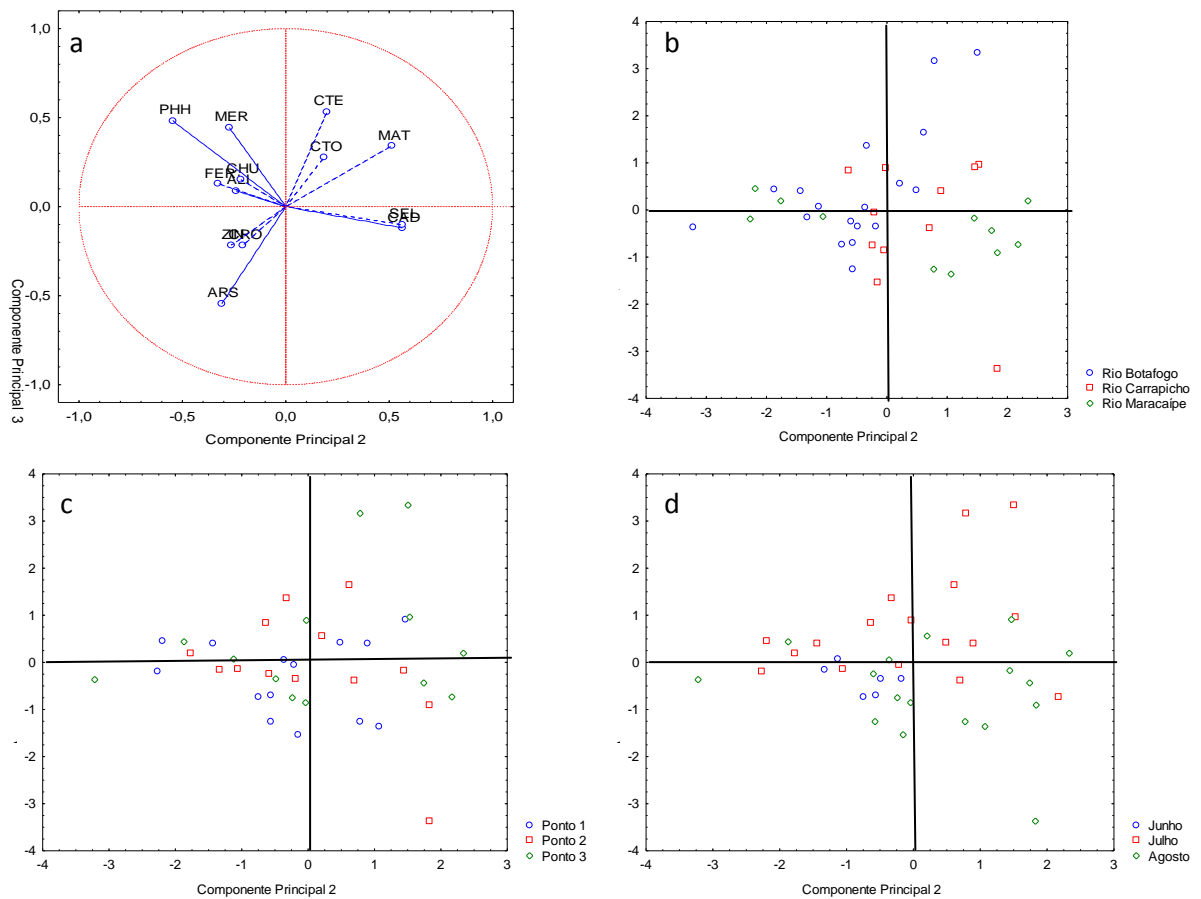 a
1,0
0,5
0,0
-0,5
-1,0
PHH
MER
CTE
CTO
MAT
CHU
FER
ALI
SEL
CAD
ZIN
CRO
ARS
-1,0 -0,5 0,0 0,5 1,0
Componente Principal 2
Componente Principal 3
b
4
3
2
1
0
-1
-2
-3
-4
-4 -3 -2 -1 0 1 2 3
Componente Principal 2
Rio Botafogo
Rio Carrapicho
Rio Maracaípe
c
4
3
2
1
0
-1
-2
-3
-4
-4 -3 -2 -1 0 1 2 3
Componente Principal 2
Ponto 1
Ponto 2
Ponto 3
d
4
3
2
1
0
-1
-2
-3
-4
-4 -3 -2 -1 0 1 2 3
Componente Principal 2
Junho
Julho
Agosto